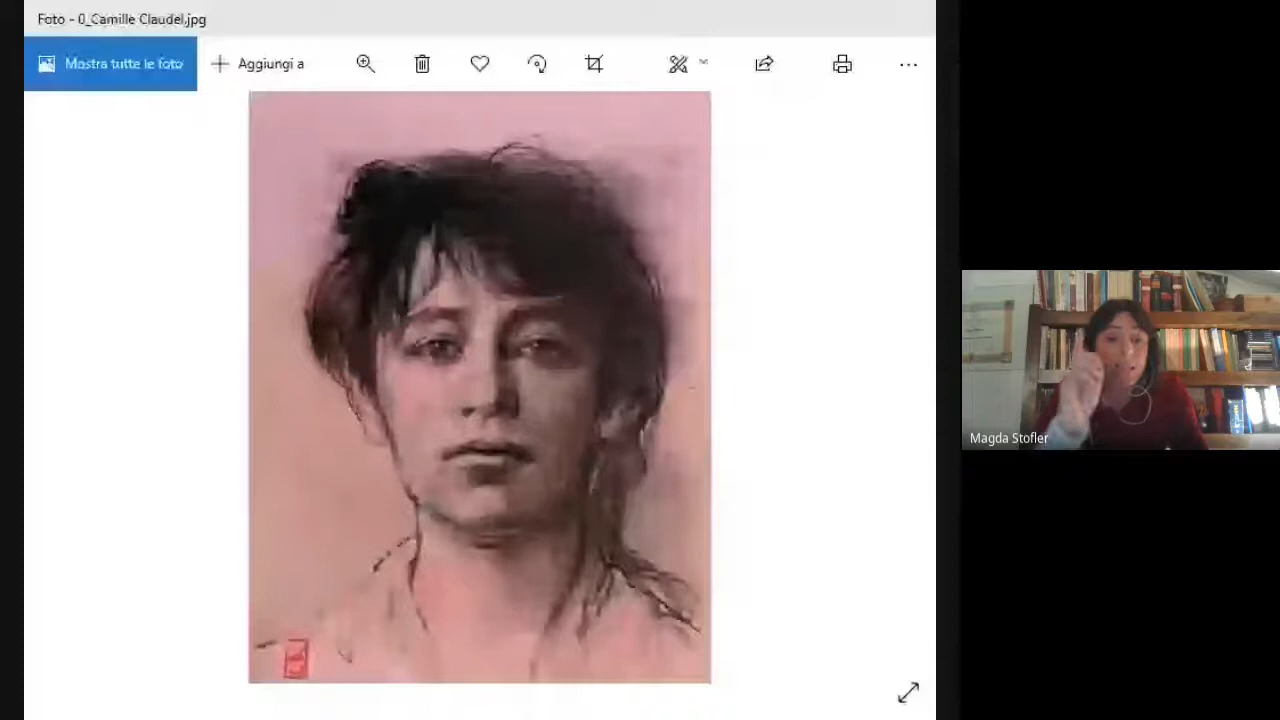 Foto - 0_Camille Claudel.jpg
Mostra tutte le foto
Aggiungi a
Magda Stofler